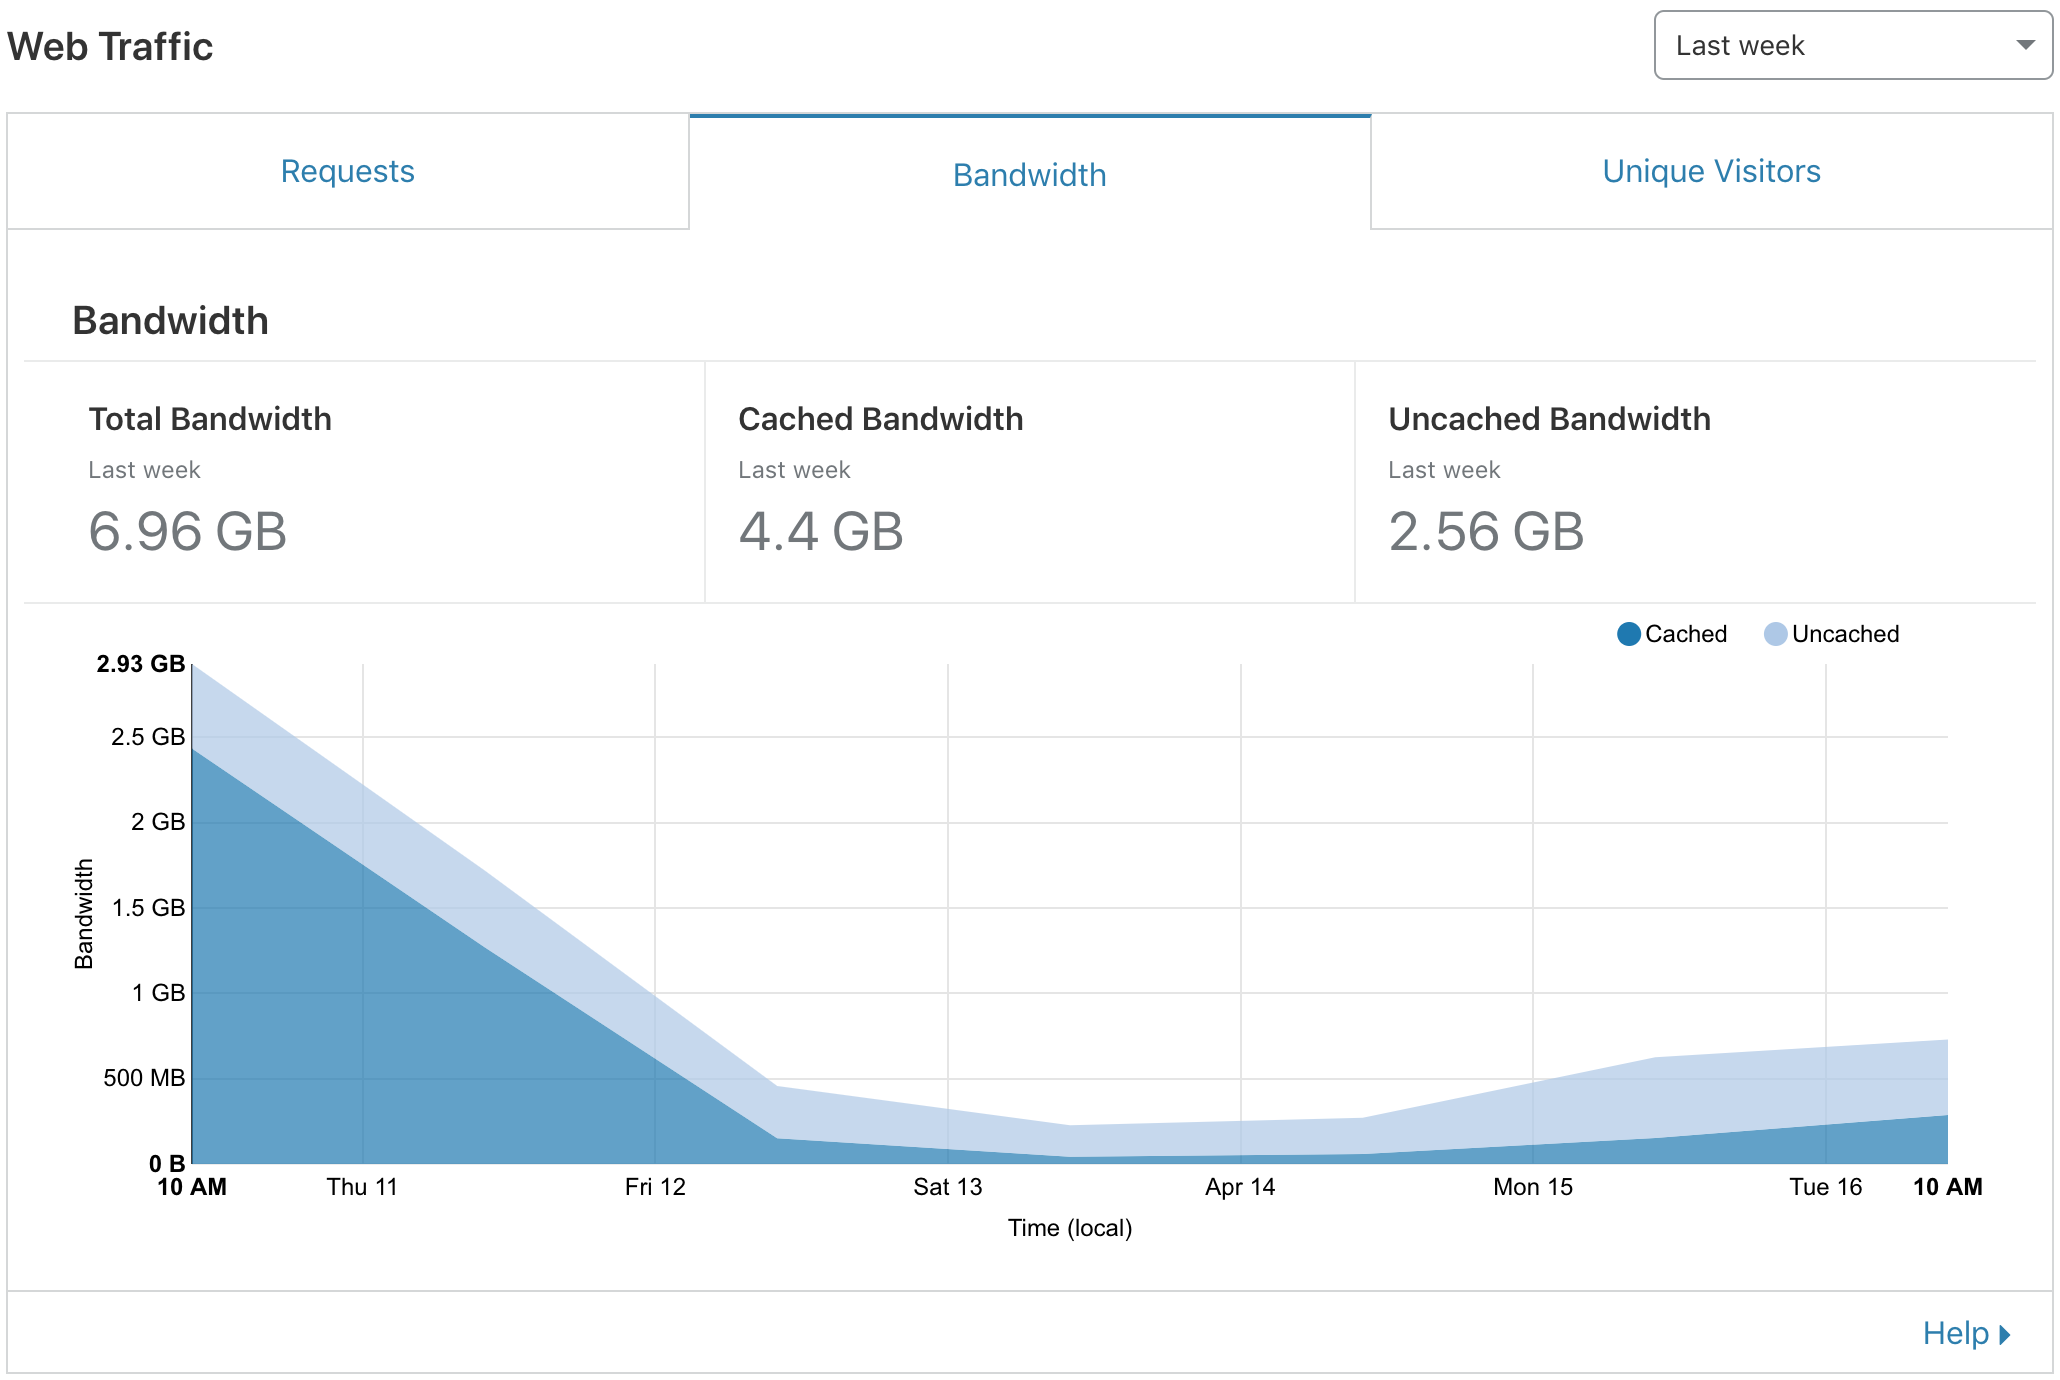 Web Traffic
Last week
Requests
Bandwidth
Unique Visitors
Bandwidth
Total Bandwidth
Last week
6.96 GB
Cached Bandwidth
Last week
4.4 GB
Uncached Bandwidth
Last week
2.56 GB
Cached
Uncached
2.93 GB
2.5 GB
2 GB
1.5 GB
1 GB
500 MB
0 B
Bandwidth
10 AM
Thu 11
Fri 12
Sat 13
Apr 14
Mon 15
Tue 16
10 AM
Time (local)
Help